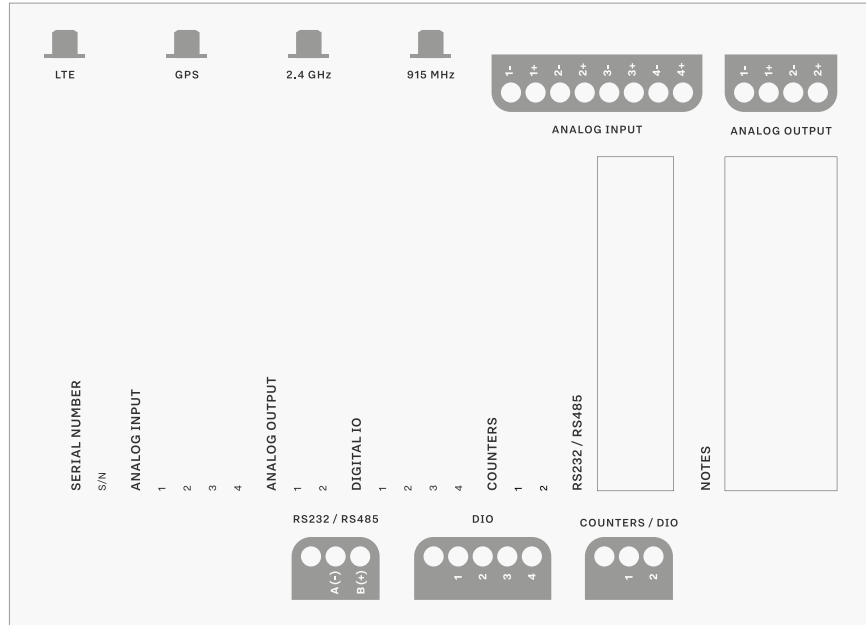 LTE
GPS
2.4 GHz
915 MHz
1- 1+ 2- 2+ 3- 3+ 4- 4+
ANALOG INPUT
1- 1+ 2- 2+
ANALOG OUTPUT
SERIAL NUMBER
S/N
ANALOG INPUT
1
2
3
4
ANALOG OUTPUT
1
2
DIGITAL IO
1
2
3
4
COUNTERS
1
2
RS232 / RS485
NOTES
RS232 / RS485
A (-)
B (+)
DIO
1 2 3 4
COUNTERS / DIO
1 2